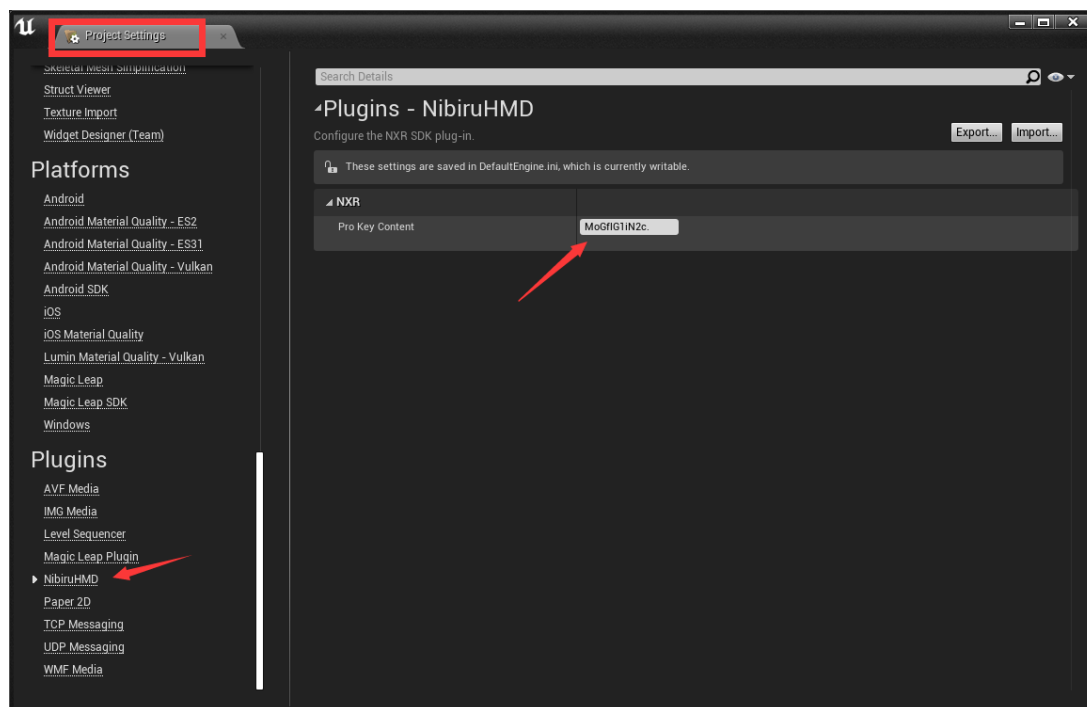 Project Settings
Skeletal Mesh Simplification
Struct Viewer
Texture Import
Widget Designer (Team)
Platforms
Android
Android Material Quality - ES2
Android Material Quality - ES31
Android Material Quality - Vulkan
Android SDK
iOS
iOS Material Quality
Lumin Material Quality - Vulkan
Magic Leap
Magic Leap SDK
Windows
Plugins
AVF Media
IMG Media
Level Sequencer
Magic Leap Plugin
NibiruHMD
Paper 2D
TCP Messaging
UDP Messaging
WMF Media
Search Details
Plugins - NibiruHMD
Configure the NXR SDK plug-in.
Export... Import...
These settings are saved in DefaultEngine.ini, which is currently writable.
NXR
Pro Key Content MoGflG1iN2c.